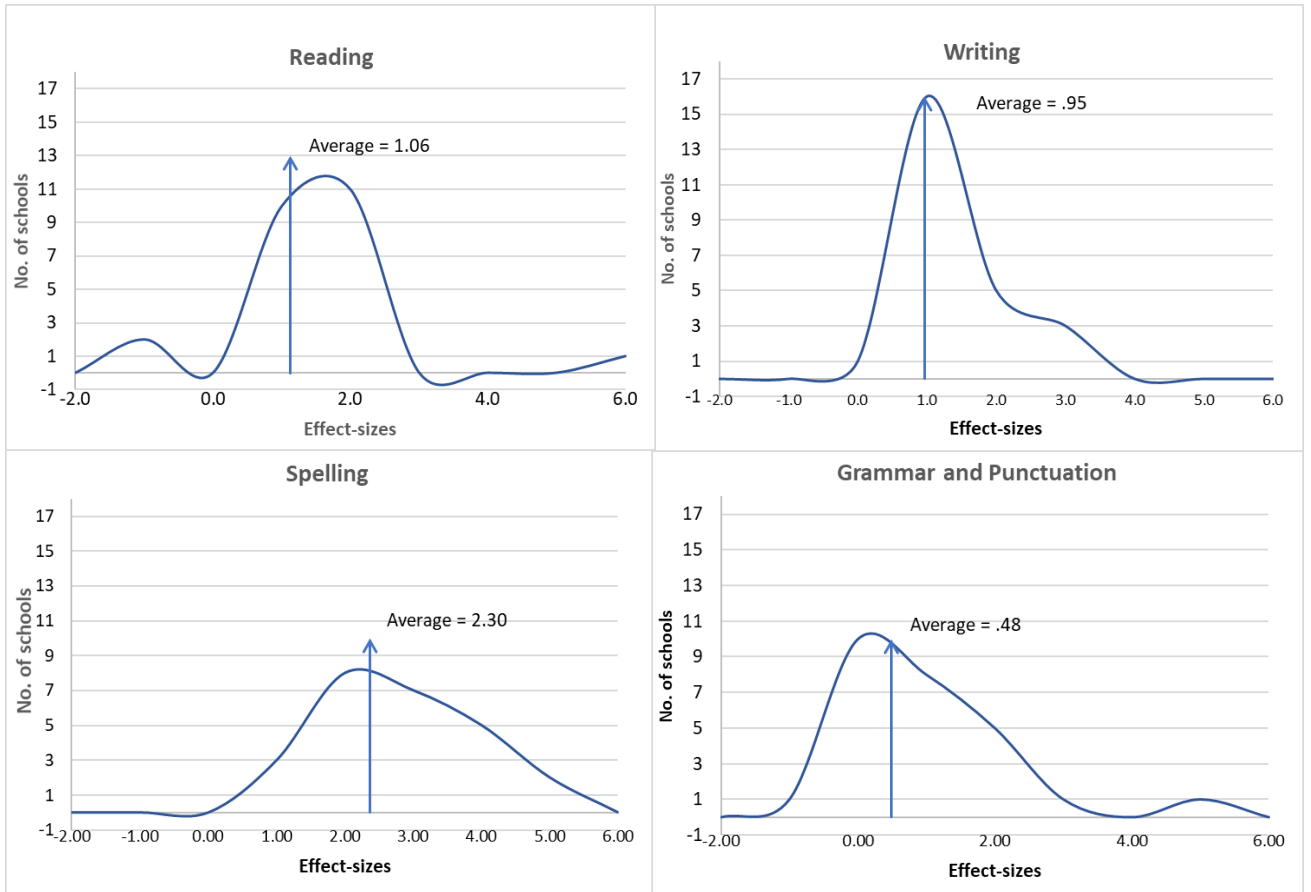 Reading
No. of schools
17
15
13
11
9
7
5
3
1
-1
Average = 1.06
-2.0 0.0 2.0 4.0 6.0
Effect-sizes
Writing
No. of schools
17
15
13
11
9
7
5
3
1
-1
Average = .95
-2.0 -1.0 0.0 1.0 2.0 3.0 4.0 5.0 6.0
Effect-sizes
Spelling
No. of schools
17
15
13
11
9
7
5
3
1
-1
Average = 2.30
-2.00 -1.00 0.00 1.00 2.00 3.00 4.00 5.00 6.00
Effect-sizes
Grammar and Punctuation
No. of schools
17
15
13
11
9
7
5
3
1
-1
Average = .48
-2.00 0.00 2.00 4.00 6.00
Effect-sizes